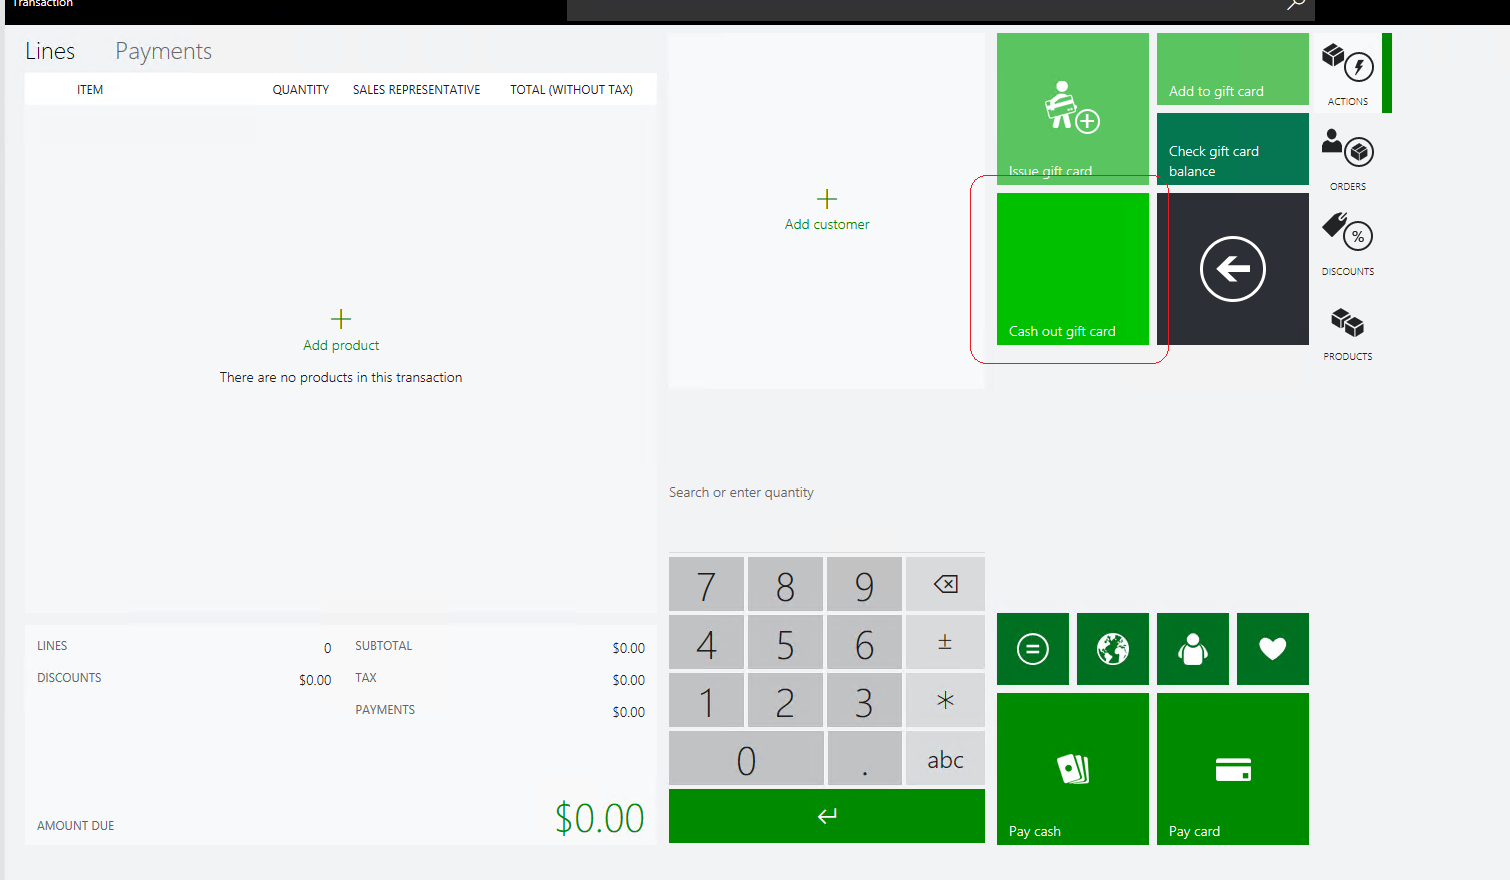 Transaction
Lines Payments
ITEM QUANTITY SALES REPRESENTATIVE TOTAL (WITHOUT TAX)
Add product
There are no products in this transaction
LINES 0 SUBTOTAL $0.00
DISCOUNTS $0.00 TAX $0.00
PAYMENTS $0.00
AMOUNT DUE $0.00
Add customer
Search or enter quantity
7 8 9
4 5 6 ±
1 2 3 *
0 . abc
Issue gift card
Add to gift card
Check gift card
balance
Cash out gift card
Pay cash
Pay card
ACTIONS
ORDERS
%
DISCOUNTS
PRODUCTS